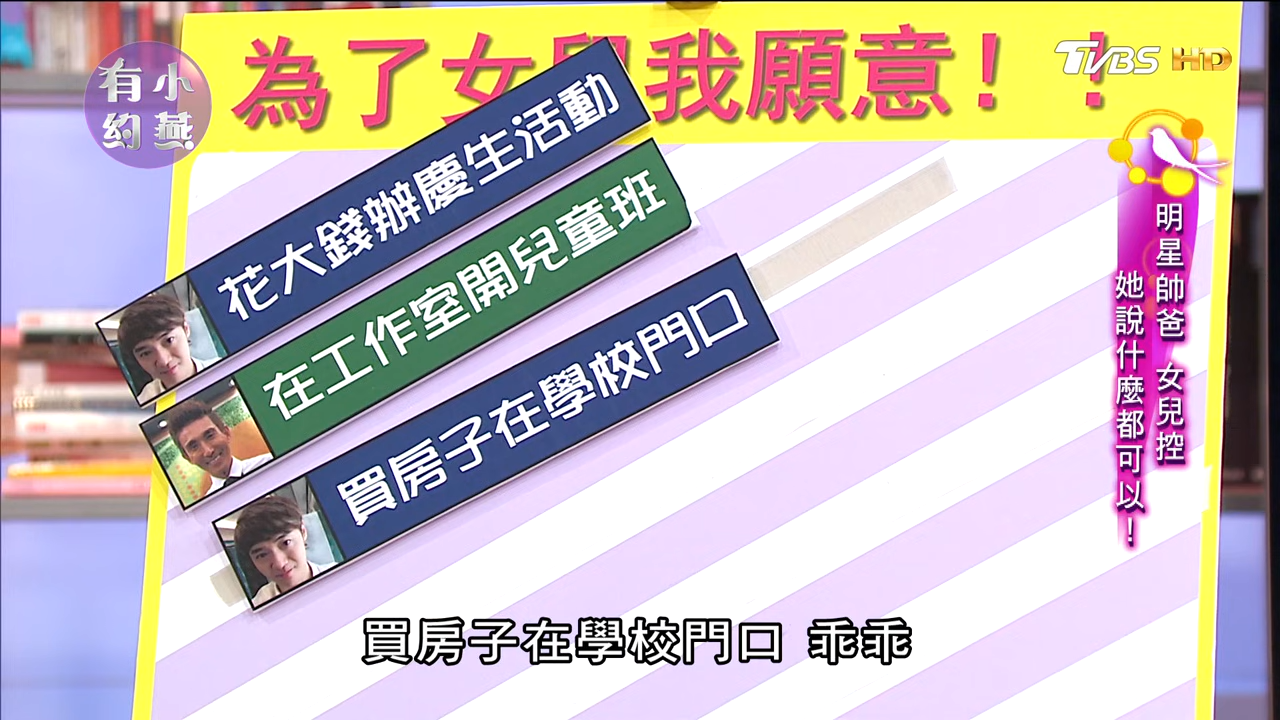 為了女兒我願意！！
TVBS HD
小燕
有約
花大錢辦慶生活動
在工作室開兒童班
買房子在學校門口
明星帥爸 女兒控
她說什麼都可以！
買房子在學校門口 乖乖